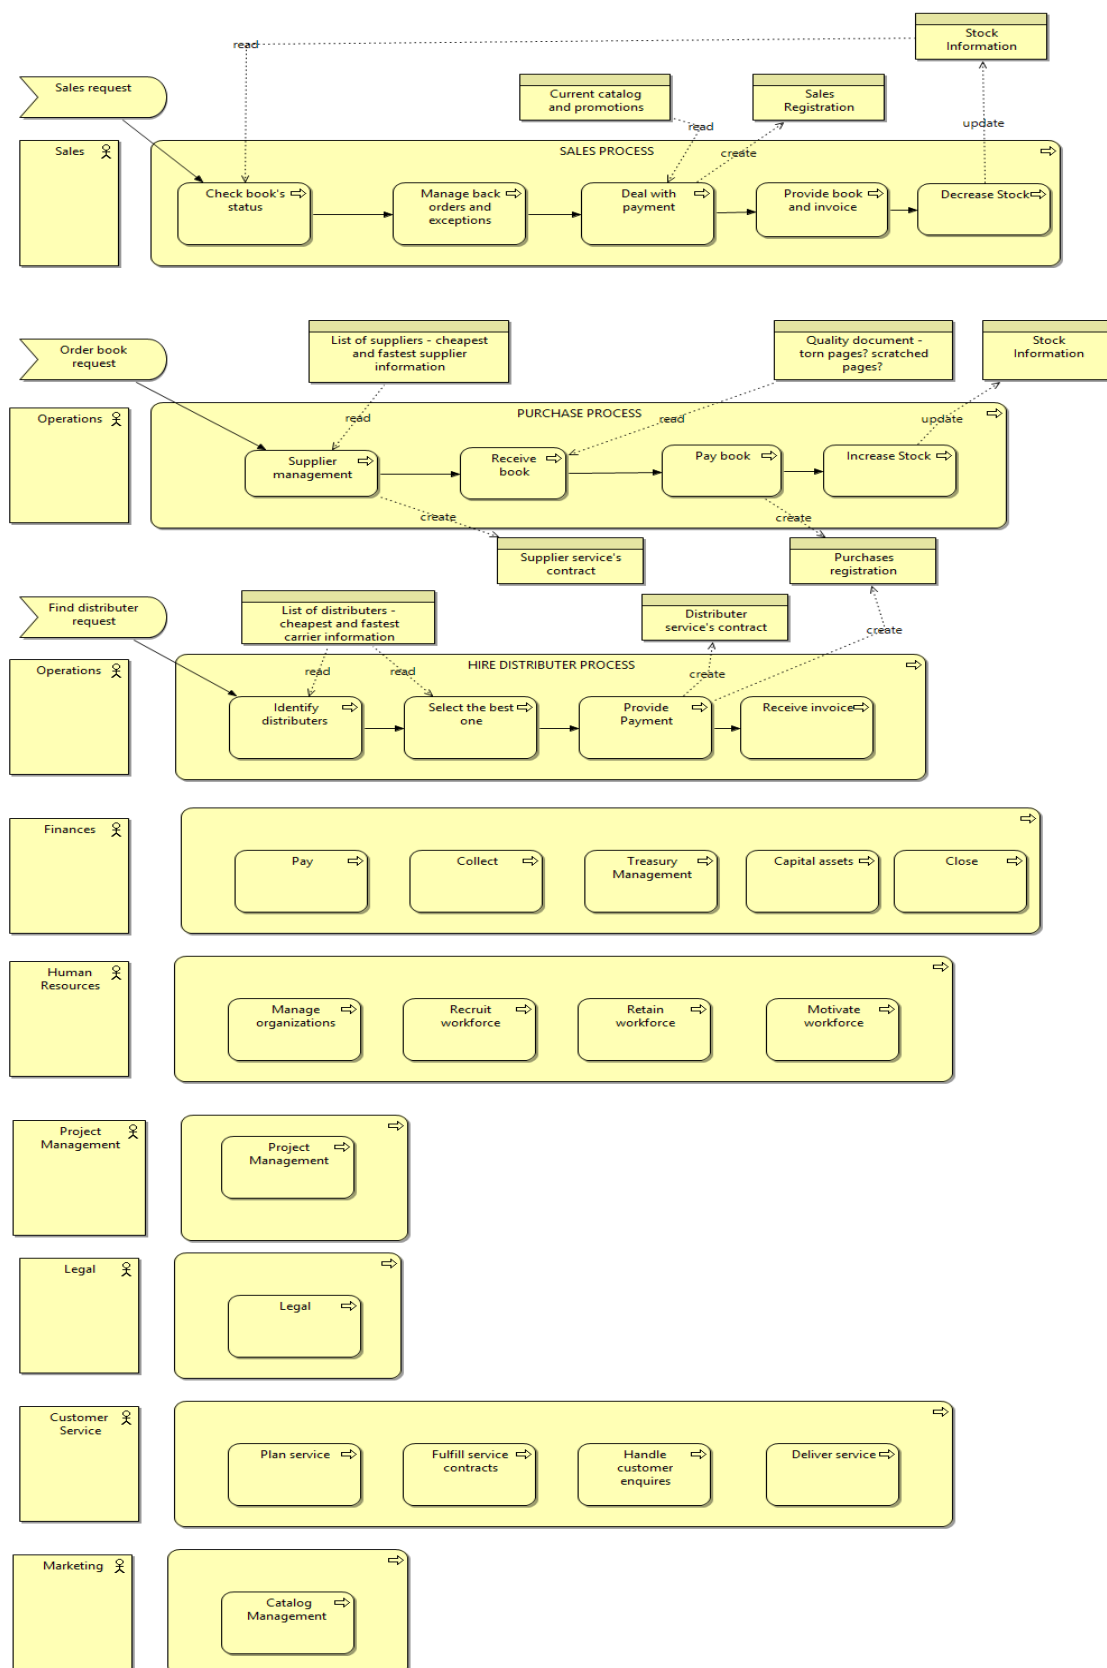 Stock
Information
read
Sales request
Current catalog
and promotions
Sales
Registration
read
create
update
Sales
SALES PROCESS
Check book's
status
Manage back
orders and
exceptions
Deal with
payment
Provide book
and invoice
Decrease Stock
Order book
request
List of suppliers - cheapest
and fastest supplier
information
Quality document -
torn pages? scratched
pages?
Stock
Information
Operations
PURCHASE PROCESS
read
read
update
Supplier
management
Receive
book
Pay book
Increase Stock
create
create
Supplier service's
contract
Purchases
registration
Find distributer
request
List of distributers -
cheapest and fastest
carrier information
Distributer
service's contract
create
Operations
HIRE DISTRIBUTER PROCESS
read
read
create
Identify
distributers
Select the best
one
Provide
Payment
Receive invoice
Finances
Pay
Collect
Treasury
Management
Capital assets
Close
Human
Resources
Manage
organizations
Recruit
workforce
Retain
workforce
Motivate
workforce
Project
Management
Project
Management
Legal
Legal
Customer
Service
Plan service
Fulfill service
contracts
Handle
customer
enquires
Deliver service
Marketing
Catalog
Management